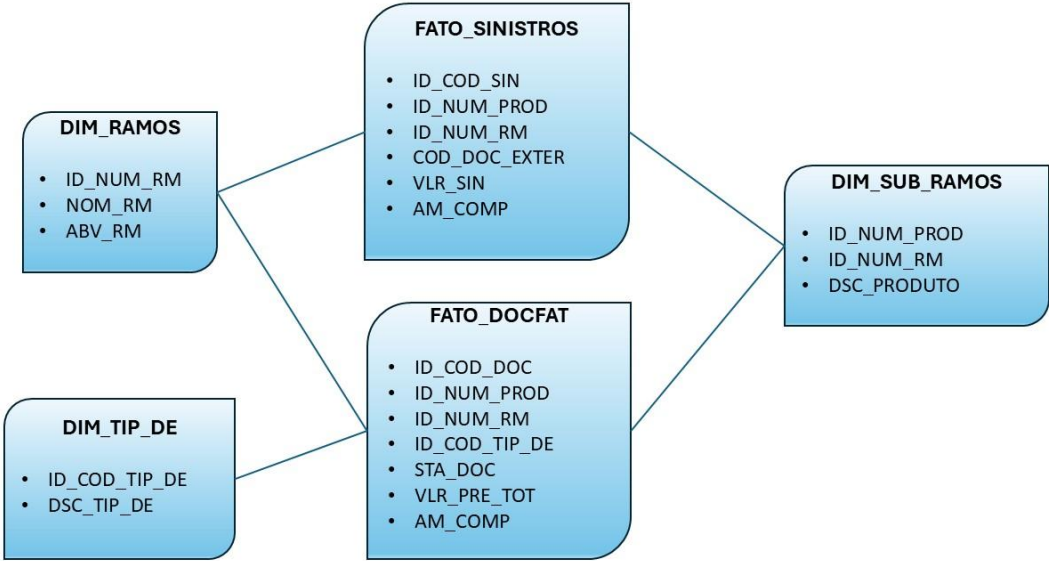 FATO_SINISTROS
• ID_COD_SIN
• ID_NUM_PROD
• ID_NUM_RM
• COD_DOC_EXTER
• VLR_SIN
• AM_COMP
DIM_RAMOS
• ID_NUM_RM
• NOM_RM
• ABV_RM
DIM_SUB_RAMOS
• ID_NUM_PROD
• ID_NUM_RM
• DSC_PRODUTO
FATO_DOCFAT
• ID_COD_DOC
• ID_NUM_PROD
• ID_NUM_RM
• ID_COD_TIP_DE
• STA_DOC
• VLR_PRE_TOT
• AM_COMP
DIM_TIP_DE
• ID_COD_TIP_DE
• DSC_TIP_DE